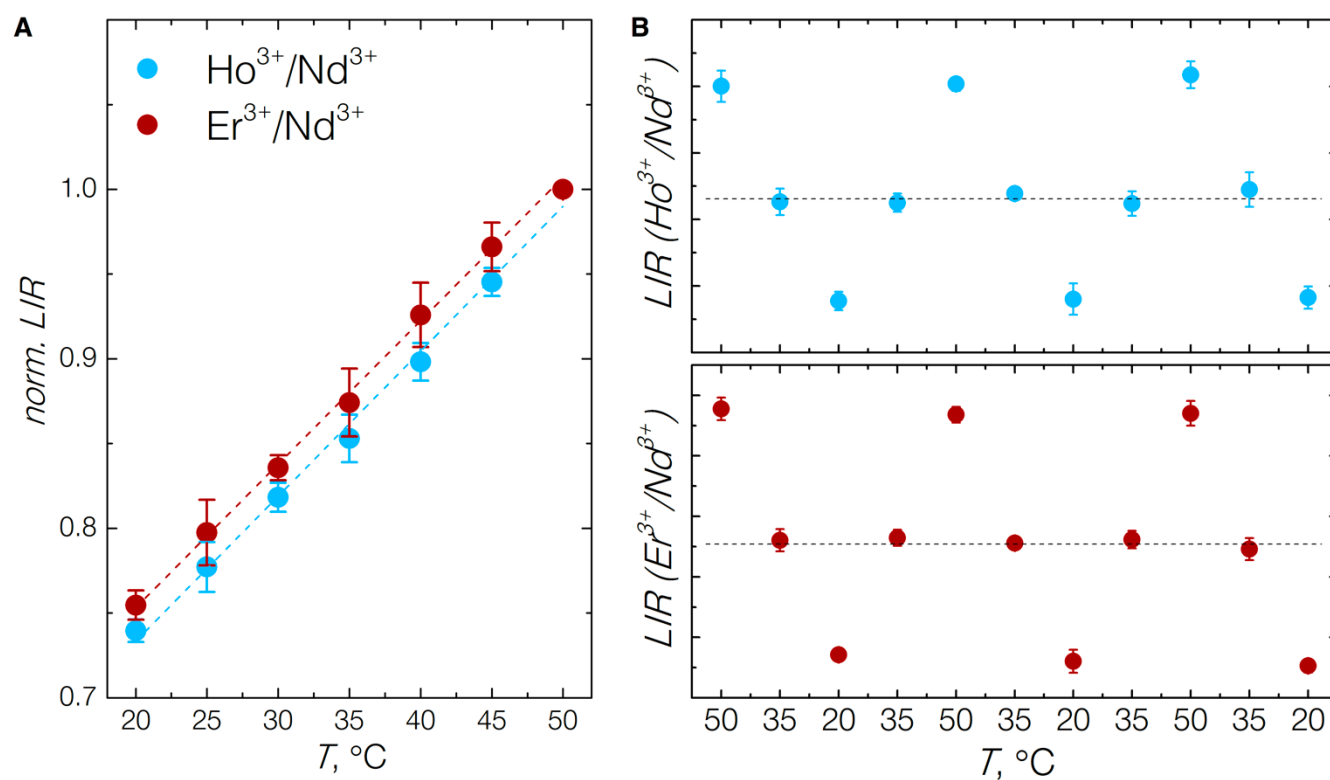 A
Ho³⁺/Nd³⁺
Er³⁺/Nd³⁺
norm. LIR
1.0
0.9
0.8
0.7
20 25 30 35 40 45 50
T, °C
B
LIR (Ho³⁺/Nd³⁺)
LIR (Er³⁺/Nd³⁺)
50 35 20 35 50 35 20 35 50 35 20
T, °C